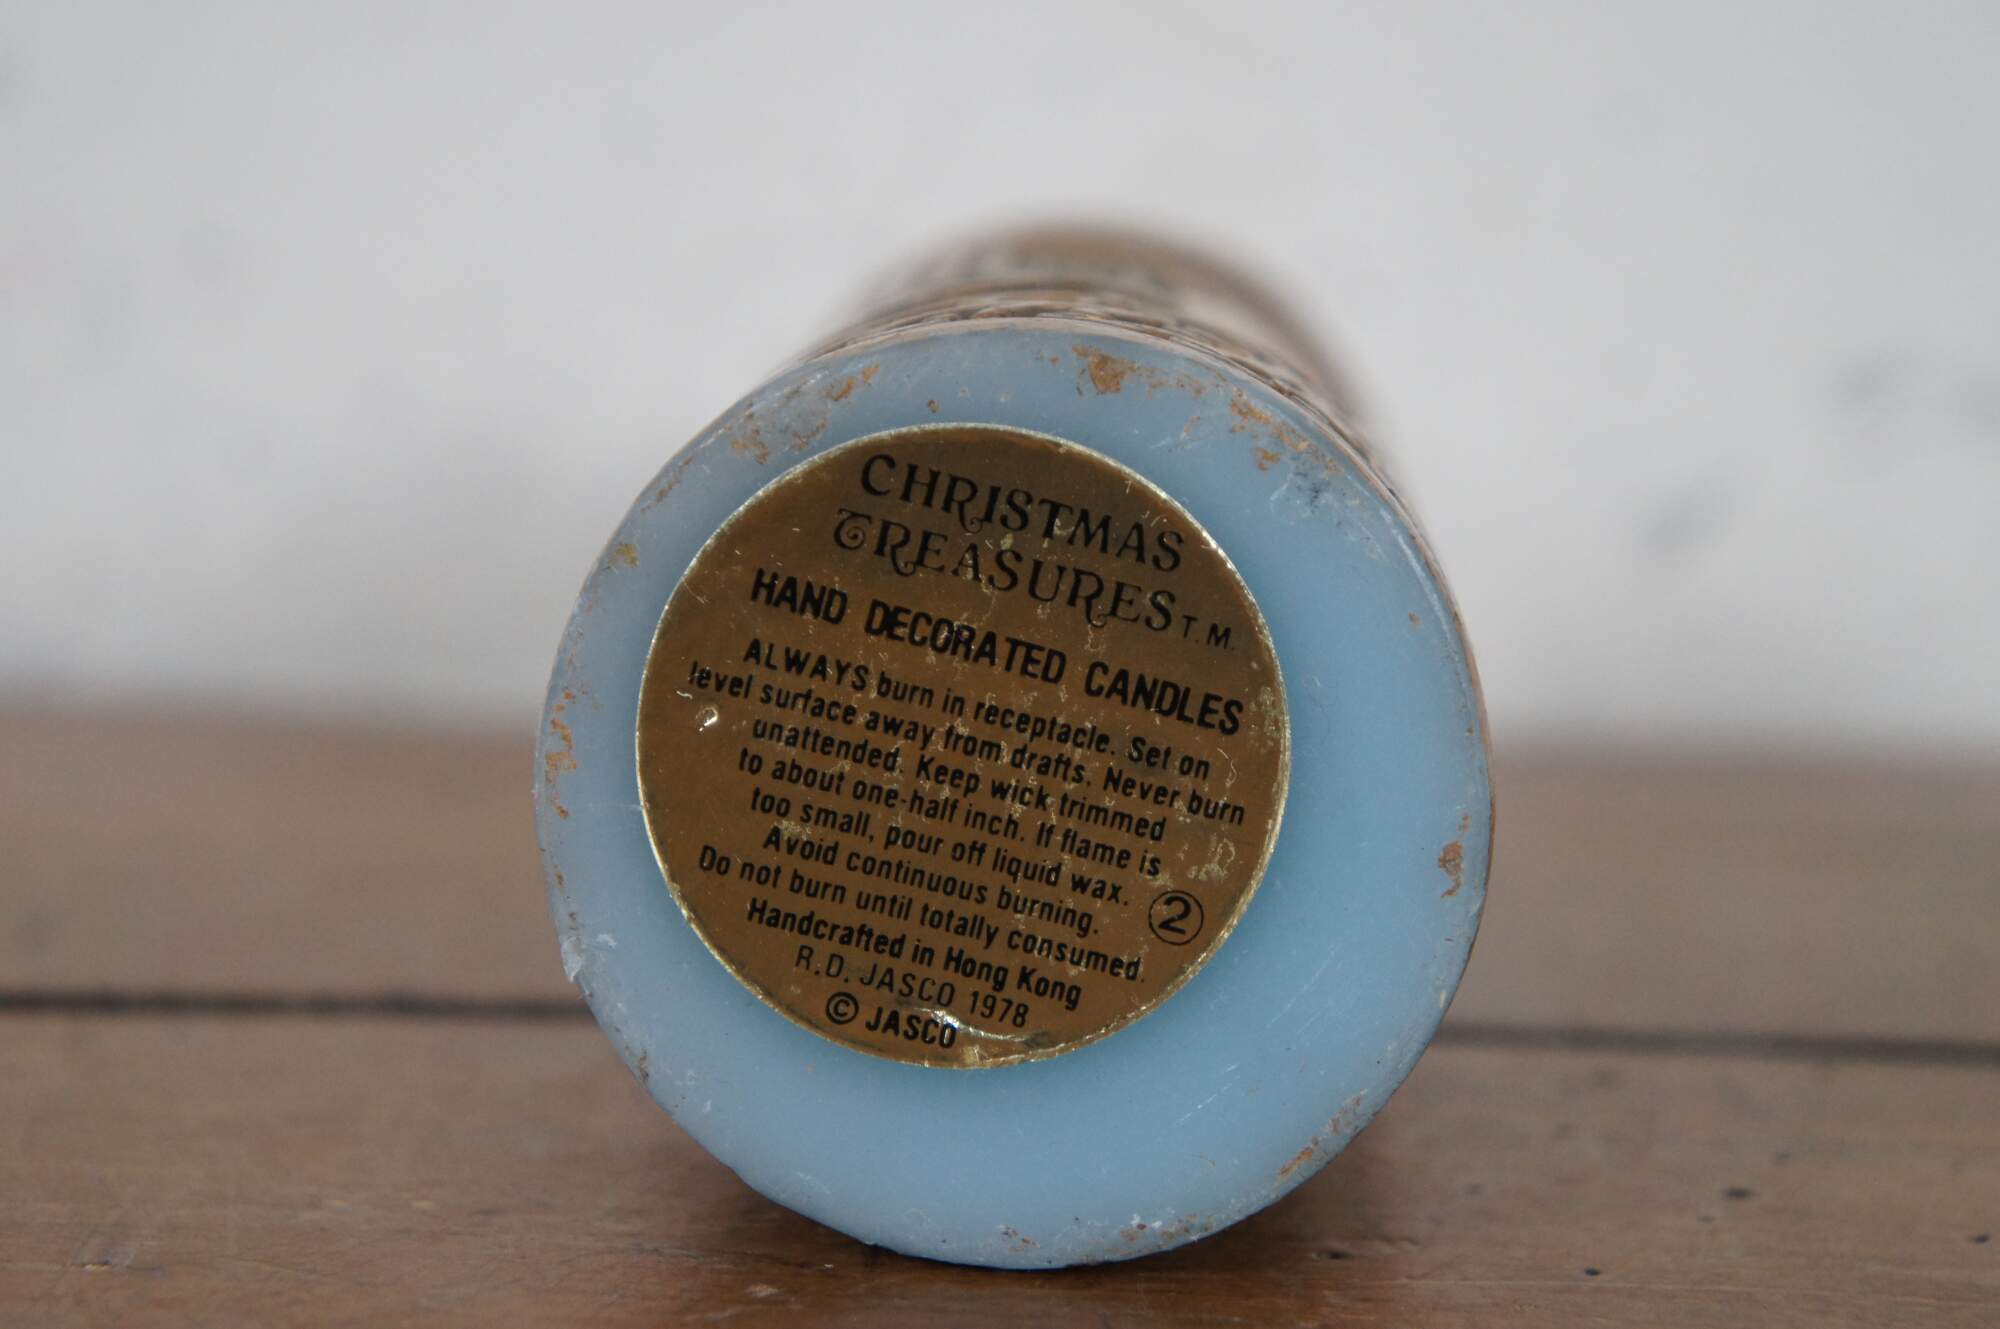 CHRISTMAS
TREASURES T.M.
HAND DECORATED CANDLES
ALWAYS burn in receptacle. Set on
level surface away from drafts. Never burn
unattended. Keep wick trimmed
to about one-half inch. If flame is
too small, pour off liquid wax.
Avoid continuous burning.
Do not burn until totally consumed.
②
Handcrafted in Hong Kong
R.D. JASCO 1978
© JASCO